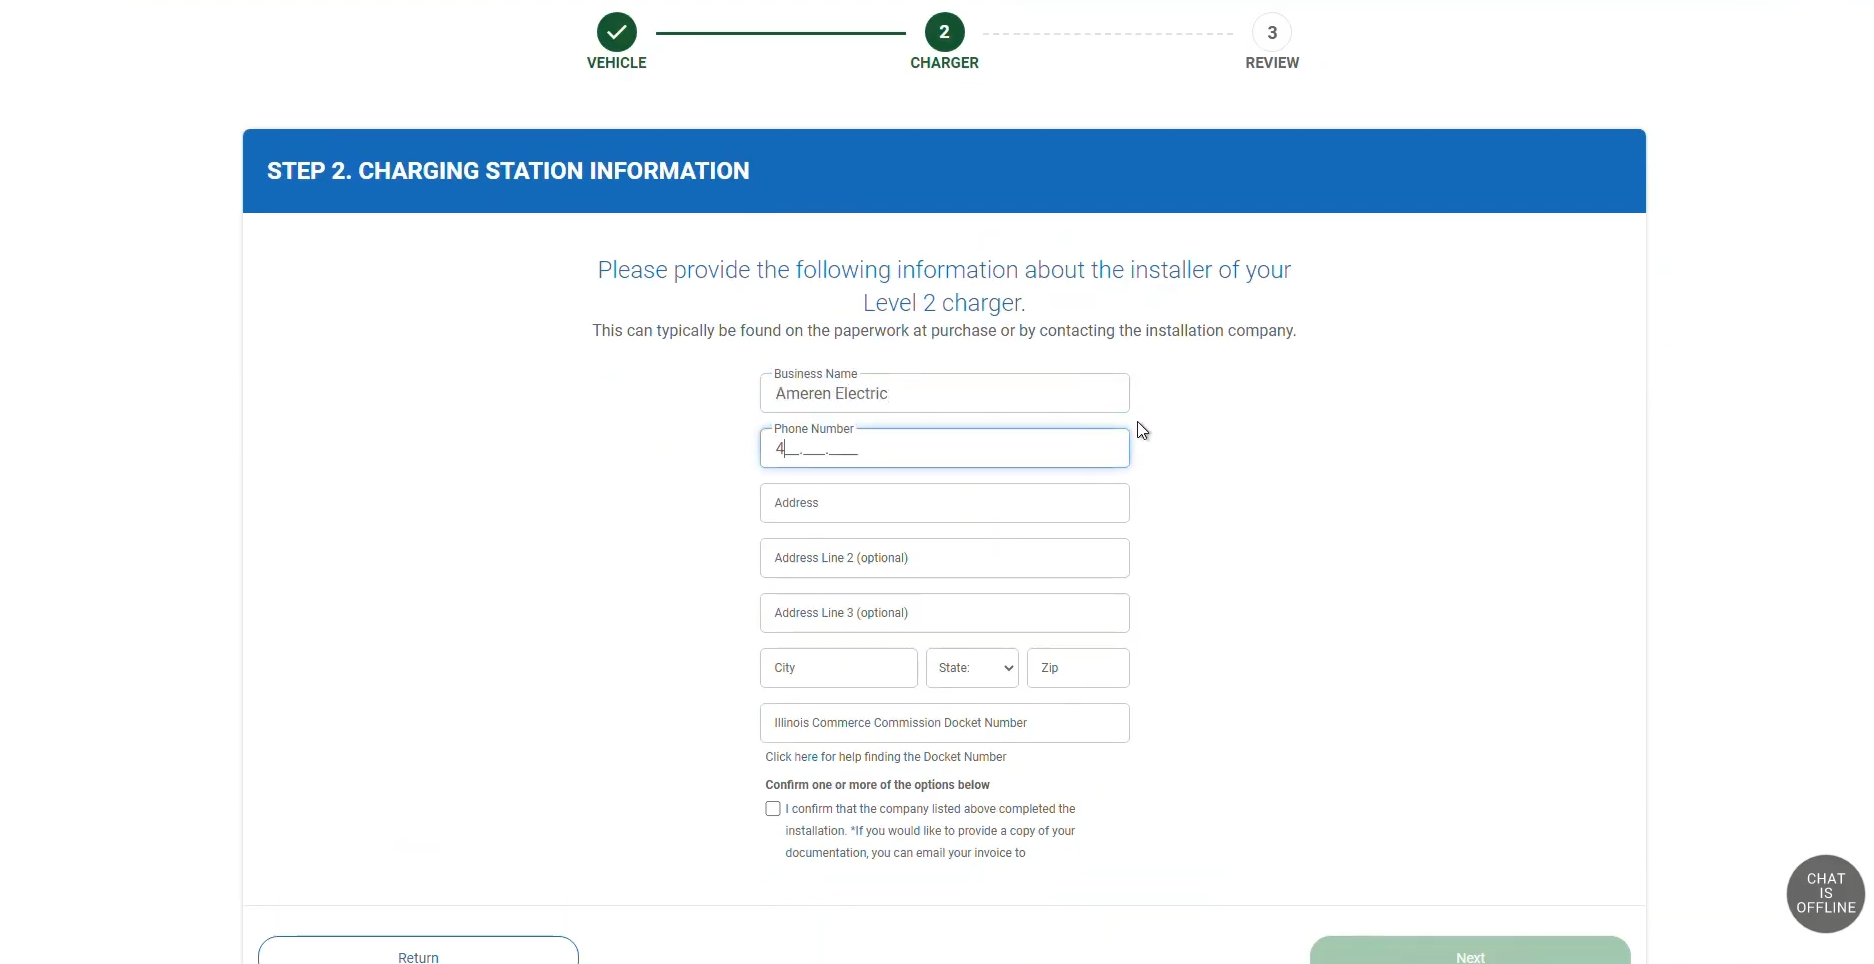 2
3
VEHICLE
CHARGER
REVIEW
STEP 2. CHARGING STATION INFORMATION
Please provide the following information about the installer of your
Level 2 charger.
This can typically be found on the paperwork at purchase or by contacting the installation company.
Business Name
Ameren Electric
Phone Number
4__.___.____
Address
Address Line 2 (optional)
Address Line 3 (optional)
City
State:
Zip
Illinois Commerce Commission Docket Number
Click here for help finding the Docket Number
Confirm one or more of the options below
I confirm that the company listed above completed the
installation. *If you would like to provide a copy of your
documentation, you can email your invoice to
CHAT
IS
OFFLINE
Return
Next